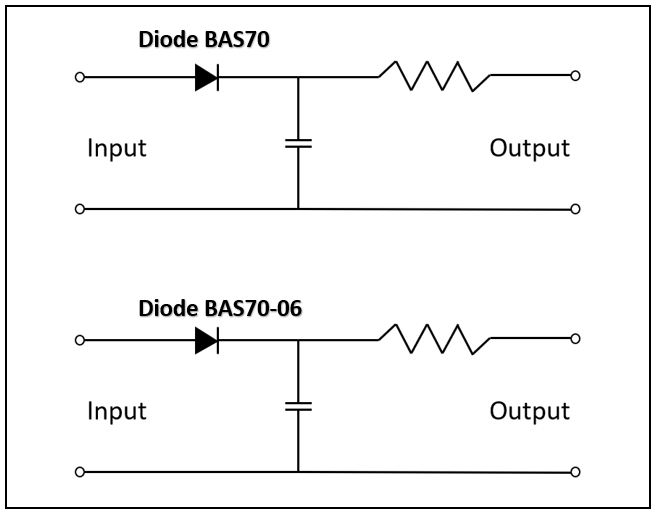 Diode BAS70
Input
Output
Diode BAS70-06
Input
Output